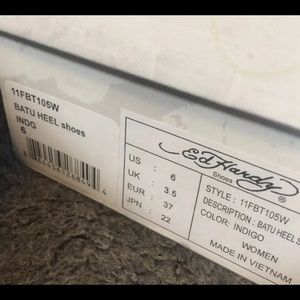 11FBT105W
BATU HEEL shoes
INDG
6
US : 6
UK : 3.5
EUR : 37
JPN : 22
Ed Hardy®
Shoes
STYLE : 11FBT105W
DESCRIPTION : BATU HEEL S
COLOR: INDIGO
WOMEN
MADE IN VIETNAM